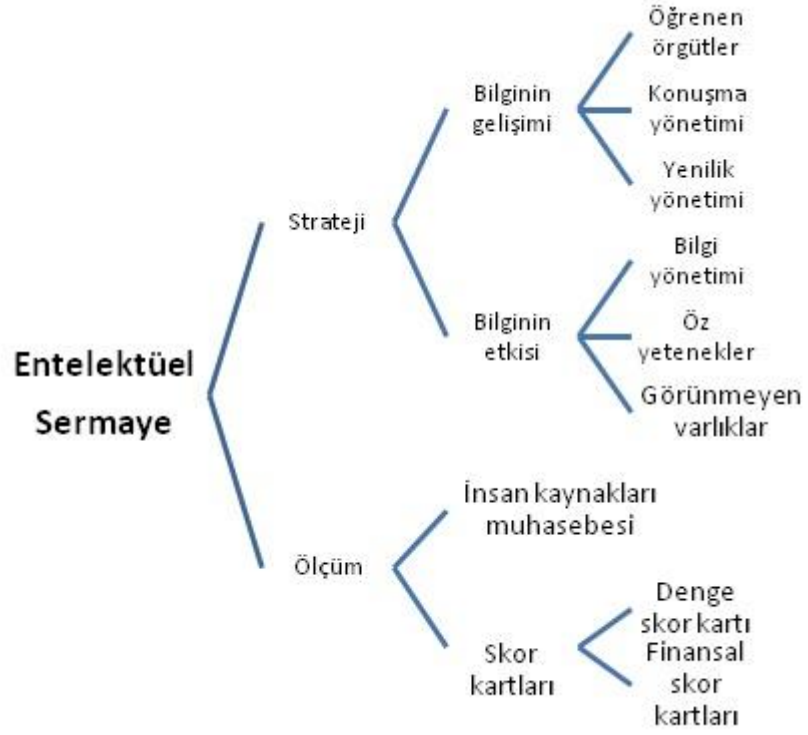 Entelektüel
Sermaye
Strateji
Bilginin
gelişimi
Öğrenen
örgütler
Konuşma
yönetimi
Yenilik
yönetimi
Bilginin
etkisi
Bilgi
yönetimi
Öz
yetenekler
Görünmeyen
varlıklar
Ölçüm
İnsan kaynakları
muhasebesi
Skor
kartları
Denge
skor kartı
Finansal
skor
kartları